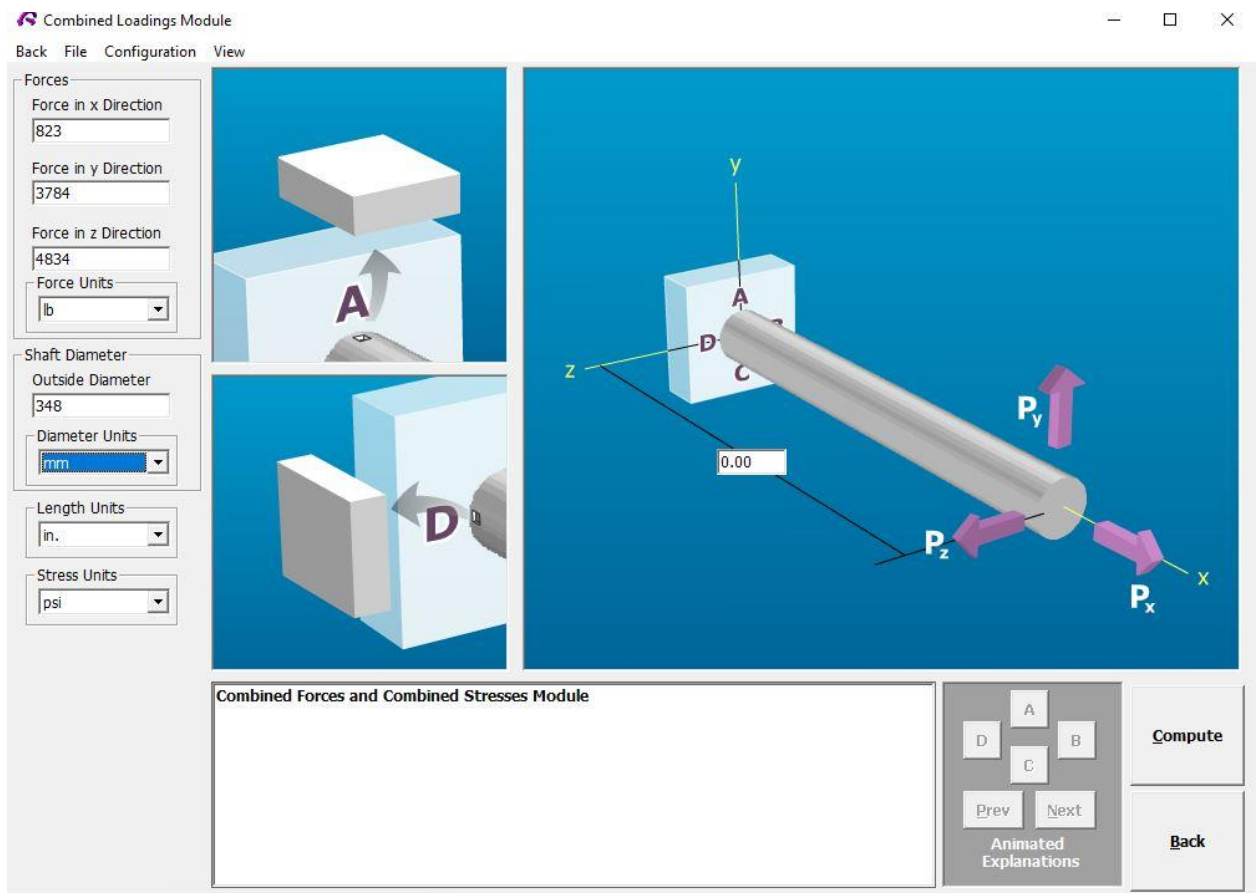 Combined Loadings Module
Back File Configuration View
Forces
Force in x Direction
823
Force in y Direction
3784
Force in z Direction
4834
Force Units
lb
Shaft Diameter
Outside Diameter
348
Diameter Units
mm
Length Units
in.
Stress Units
psi
A
D
y
A
B
D
C
z
0.00
Py
Pz
x
Px
Combined Forces and Combined Stresses Module
A
D B
C
Prev Next
Animated
Explanations
Compute
Back